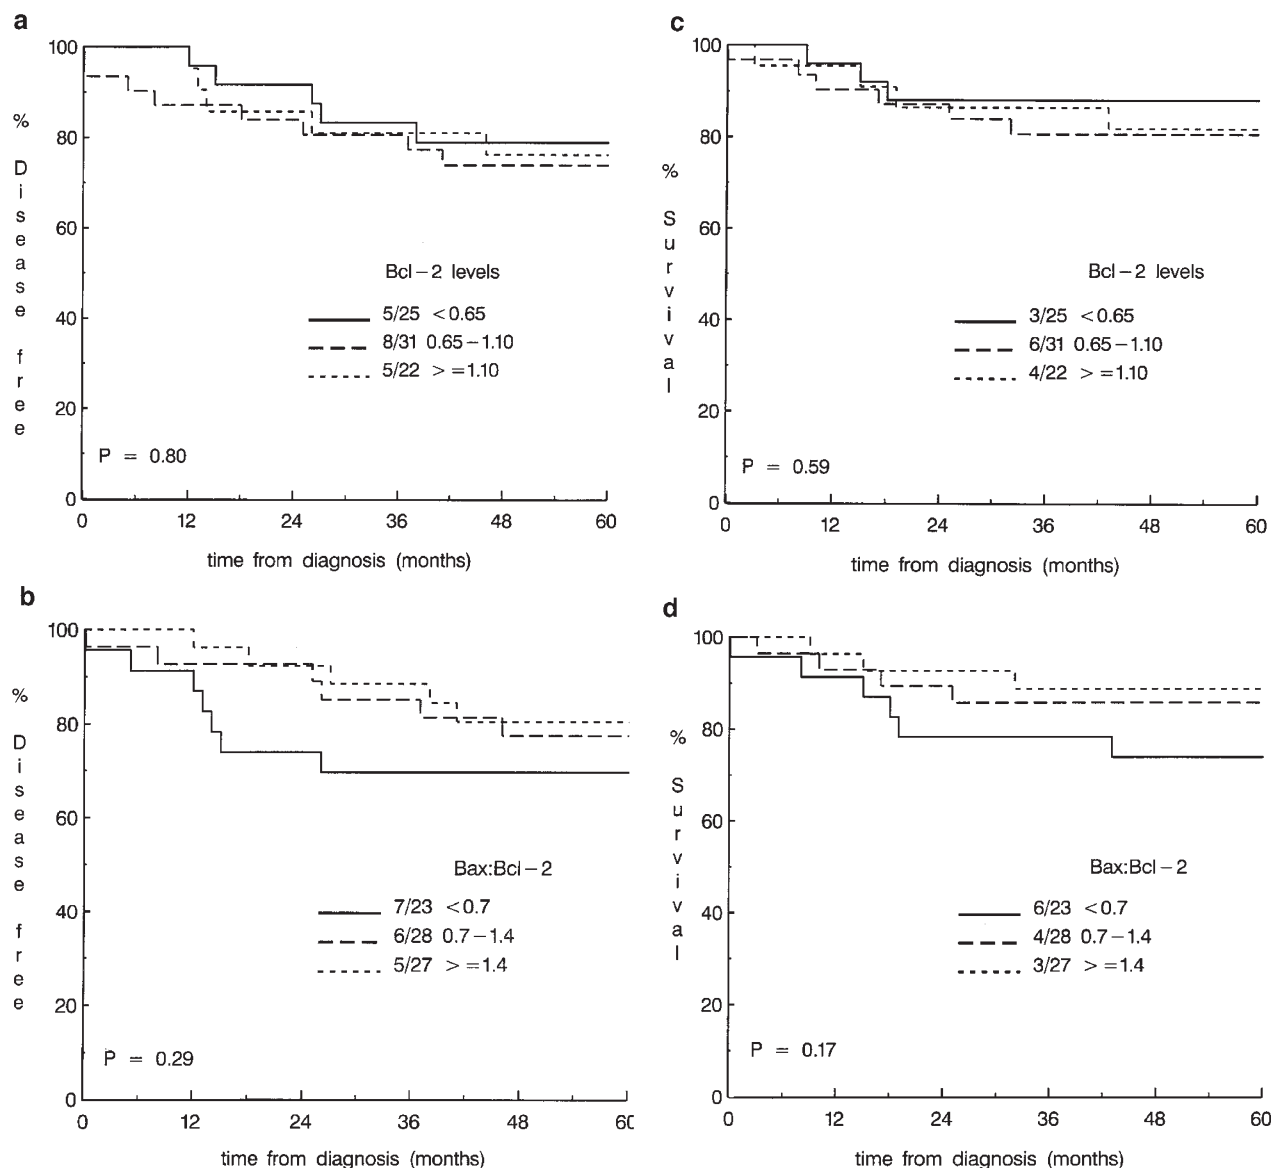 a
100
80
60
40
20
0
% Disease free
Bcl-2 levels
5/25 <0.65
8/31 0.65-1.10
5/22 >=1.10
P = 0.80
0 12 24 36 48 60
time from diagnosis (months)
c
100
80
60
40
20
0
% Survival
Bcl-2 levels
3/25 <0.65
6/31 0.65-1.10
4/22 >=1.10
P = 0.59
0 12 24 36 48 60
time from diagnosis (months)
b
100
80
60
40
20
0
% Disease free
Bax:Bcl-2
7/23 <0.7
6/28 0.7-1.4
5/27 >=1.4
P = 0.29
0 12 24 36 48 60
time from diagnosis (months)
d
100
80
60
40
20
0
% Survival
Bax:Bcl-2
6/23 <0.7
4/28 0.7-1.4
3/27 >=1.4
P = 0.17
0 12 24 36 48 60
time from diagnosis (months)